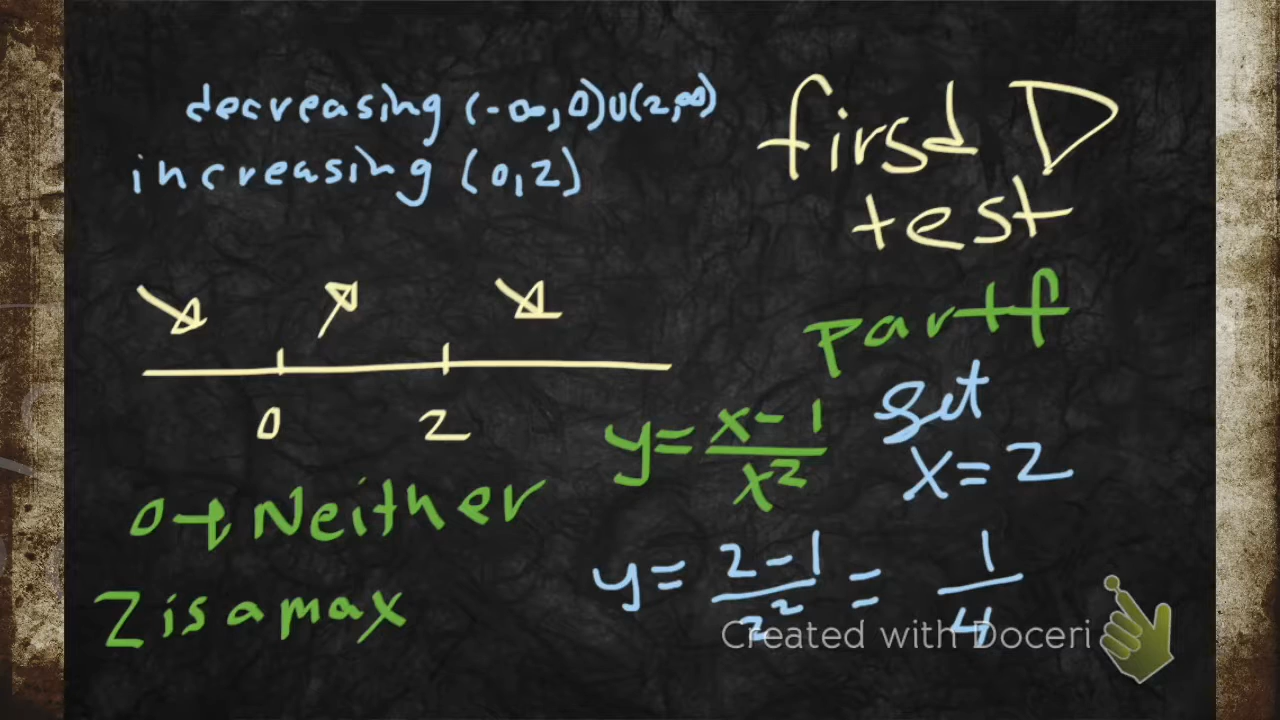 decreasing (-∞, 0)∪(2,∞)
increasing (0,2)
first D
test
0 2
part f
y = x-1 / x²
get
x = 2
0 → Neither
2 is a max
y = 2-1 / 2² = 1 / 4
Created with Doceri